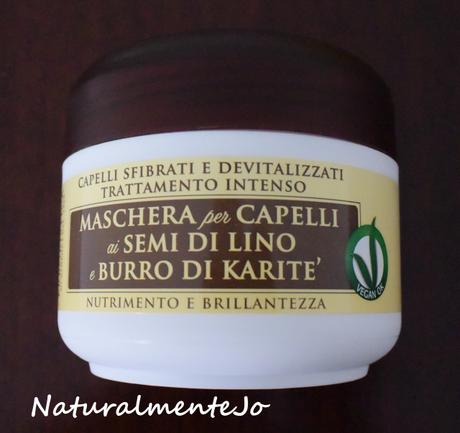 CAPELLI SFIBRATI E DEVITALIZZATI
TRATTAMENTO INTENSO
MASCHERA per CAPELLI
ai SEMI DI LINO
e BURRO DI KARITE'
NUTRIMENTO E BRILLANTEZZA
VEGAN OK
NaturalmenteJo